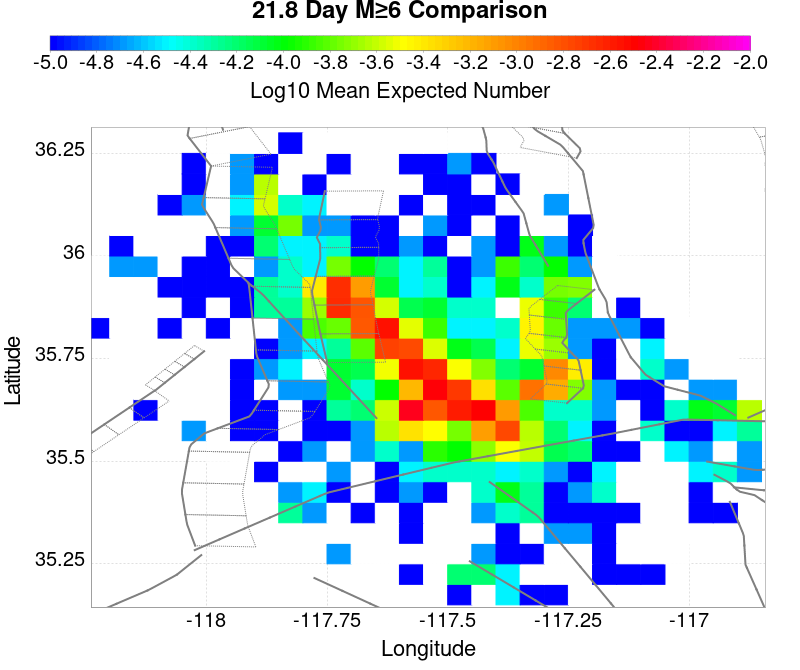 21.8 Day M≥6 Comparison
-5.0 -4.8 -4.6 -4.4 -4.2 -4.0 -3.8 -3.6 -3.4 -3.2 -3.0 -2.8 -2.6 -2.4 -2.2 -2.0
Log10 Mean Expected Number
36.25
36
35.75
35.5
35.25
Latitude
-118 -117.75 -117.5 -117.25 -117
Longitude